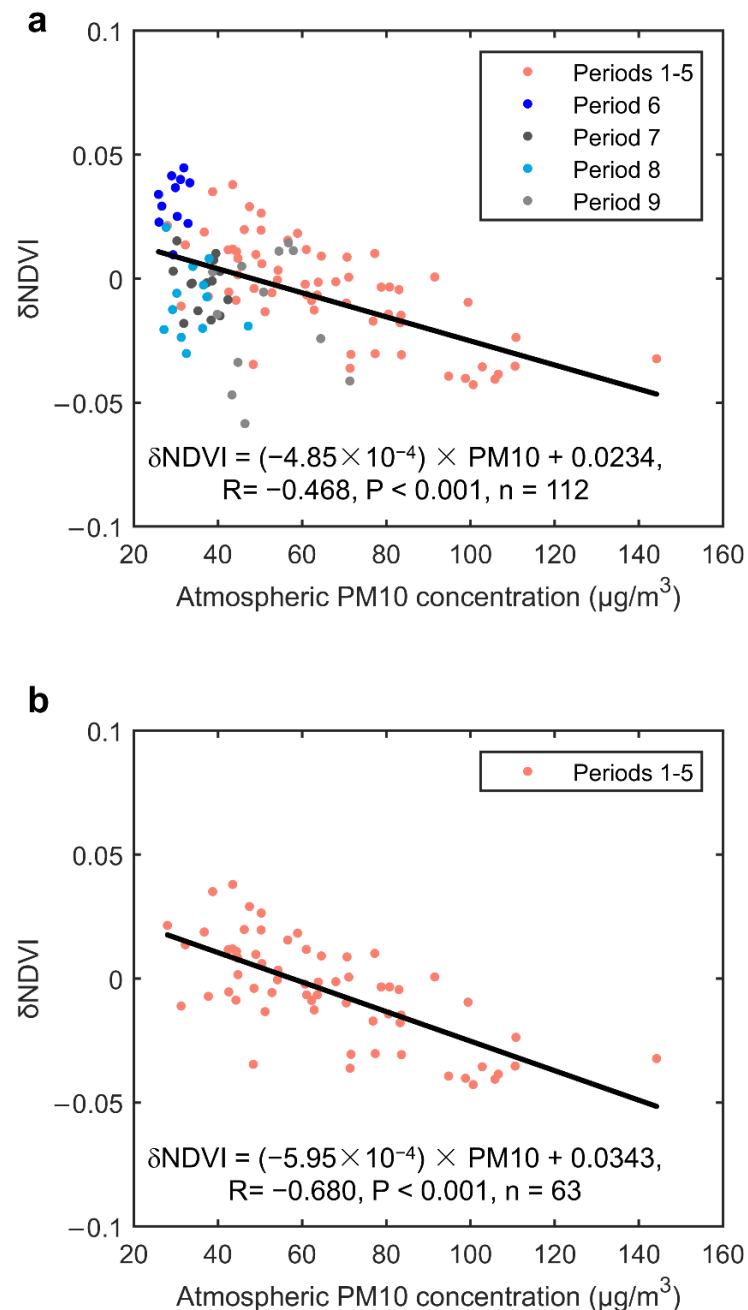 a
0.1
0.05
0
−0.05
−0.1
δNDVI
Periods 1-5
Period 6
Period 7
Period 8
Period 9
δNDVI = (−4.85×10⁻⁴) × PM10 + 0.0234,
R= −0.468, P < 0.001, n = 112
20 40 60 80 100 120 140 160
Atmospheric PM10 concentration (μg/m³)
b
0.1
0.05
0
−0.05
−0.1
δNDVI
Periods 1-5
δNDVI = (−5.95×10⁻⁴) × PM10 + 0.0343,
R= −0.680, P < 0.001, n = 63
20 40 60 80 100 120 140 160
Atmospheric PM10 concentration (μg/m³)